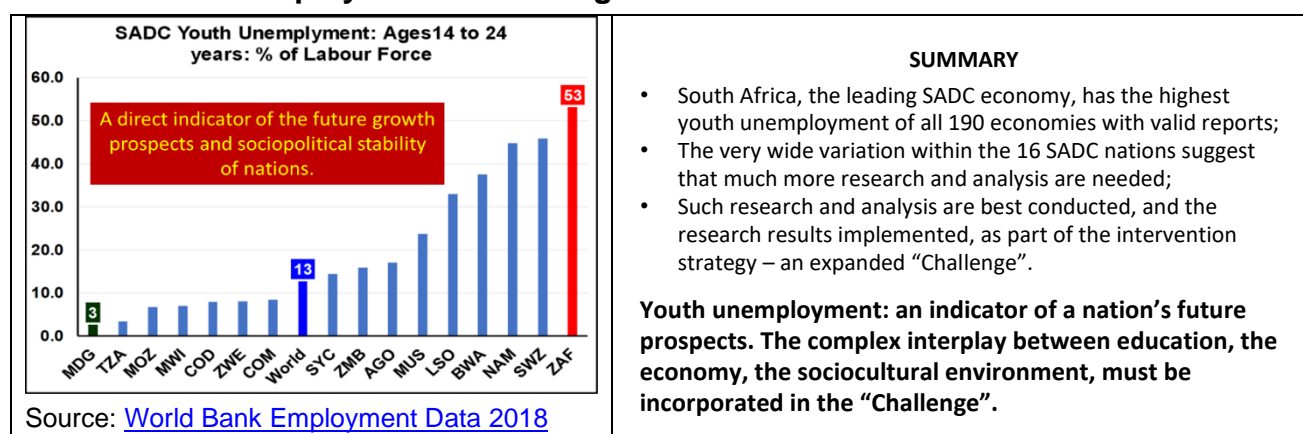 SADC Youth Unemplyment: Ages14 to 24
years: % of Labour Force
60.0
50.0
40.0
30.0
20.0
10.0
0.0
A direct indicator of the future growth
prospects and sociopolitical stability
of nations.
3
13
53
MDG
TZA
MOZ
MWI
COD
ZWE
COM
World
SYC
ZMB
AGO
MUS
LSO
BWA
NAM
SWZ
ZAF
Source: World Bank Employment Data 2018
SUMMARY
• South Africa, the leading SADC economy, has the highest
youth unemployment of all 190 economies with valid reports;
• The very wide variation within the 16 SADC nations suggest
that much more research and analysis are needed;
• Such research and analysis are best conducted, and the
research results implemented, as part of the intervention
strategy – an expanded “Challenge”.
Youth unemployment: an indicator of a nation’s future
prospects. The complex interplay between education, the
economy, the sociocultural environment, must be
incorporated in the “Challenge”.